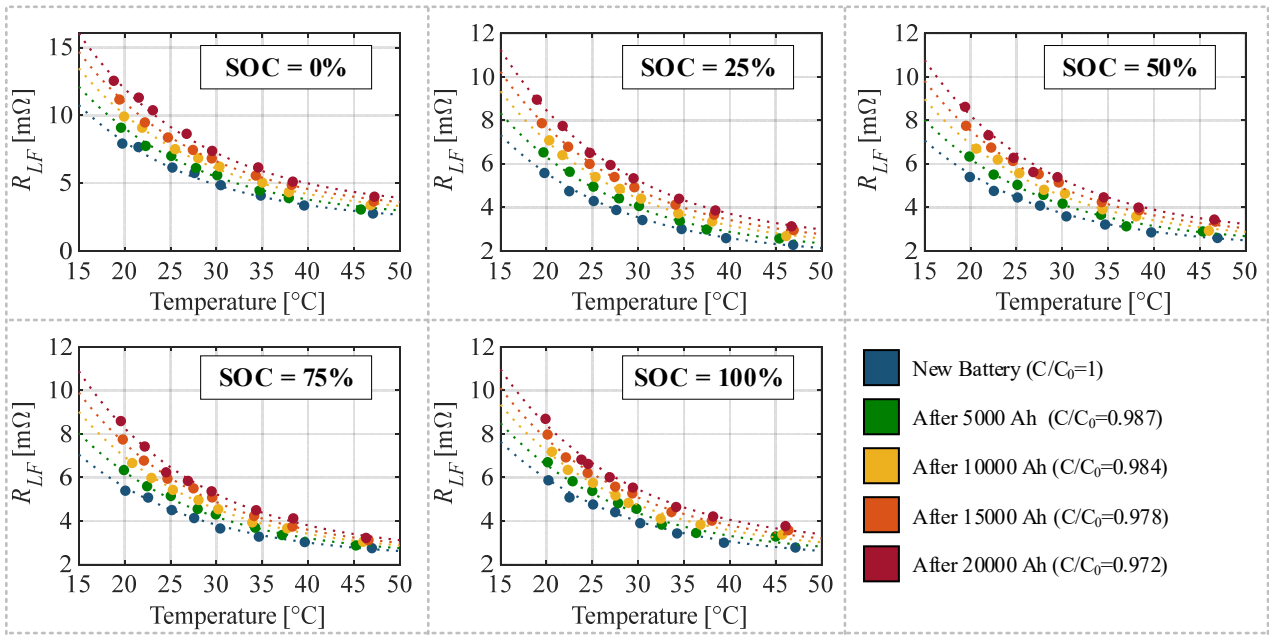 SOC = 0%
R_LF [mΩ]
15
10
5
0
15 20 25 30 35 40 45 50
Temperature [°C]
SOC = 25%
R_LF [mΩ]
12
10
8
6
4
2
15 20 25 30 35 40 45 50
Temperature [°C]
SOC = 50%
R_LF [mΩ]
12
10
8
6
4
2
15 20 25 30 35 40 45 50
Temperature [°C]
SOC = 75%
R_LF [mΩ]
12
10
8
6
4
2
15 20 25 30 35 40 45 50
Temperature [°C]
SOC = 100%
R_LF [mΩ]
12
10
8
6
4
2
15 20 25 30 35 40 45 50
Temperature [°C]
New Battery (C/C₀=1)
After 5000 Ah (C/C₀=0.987)
After 10000 Ah (C/C₀=0.984)
After 15000 Ah (C/C₀=0.978)
After 20000 Ah (C/C₀=0.972)